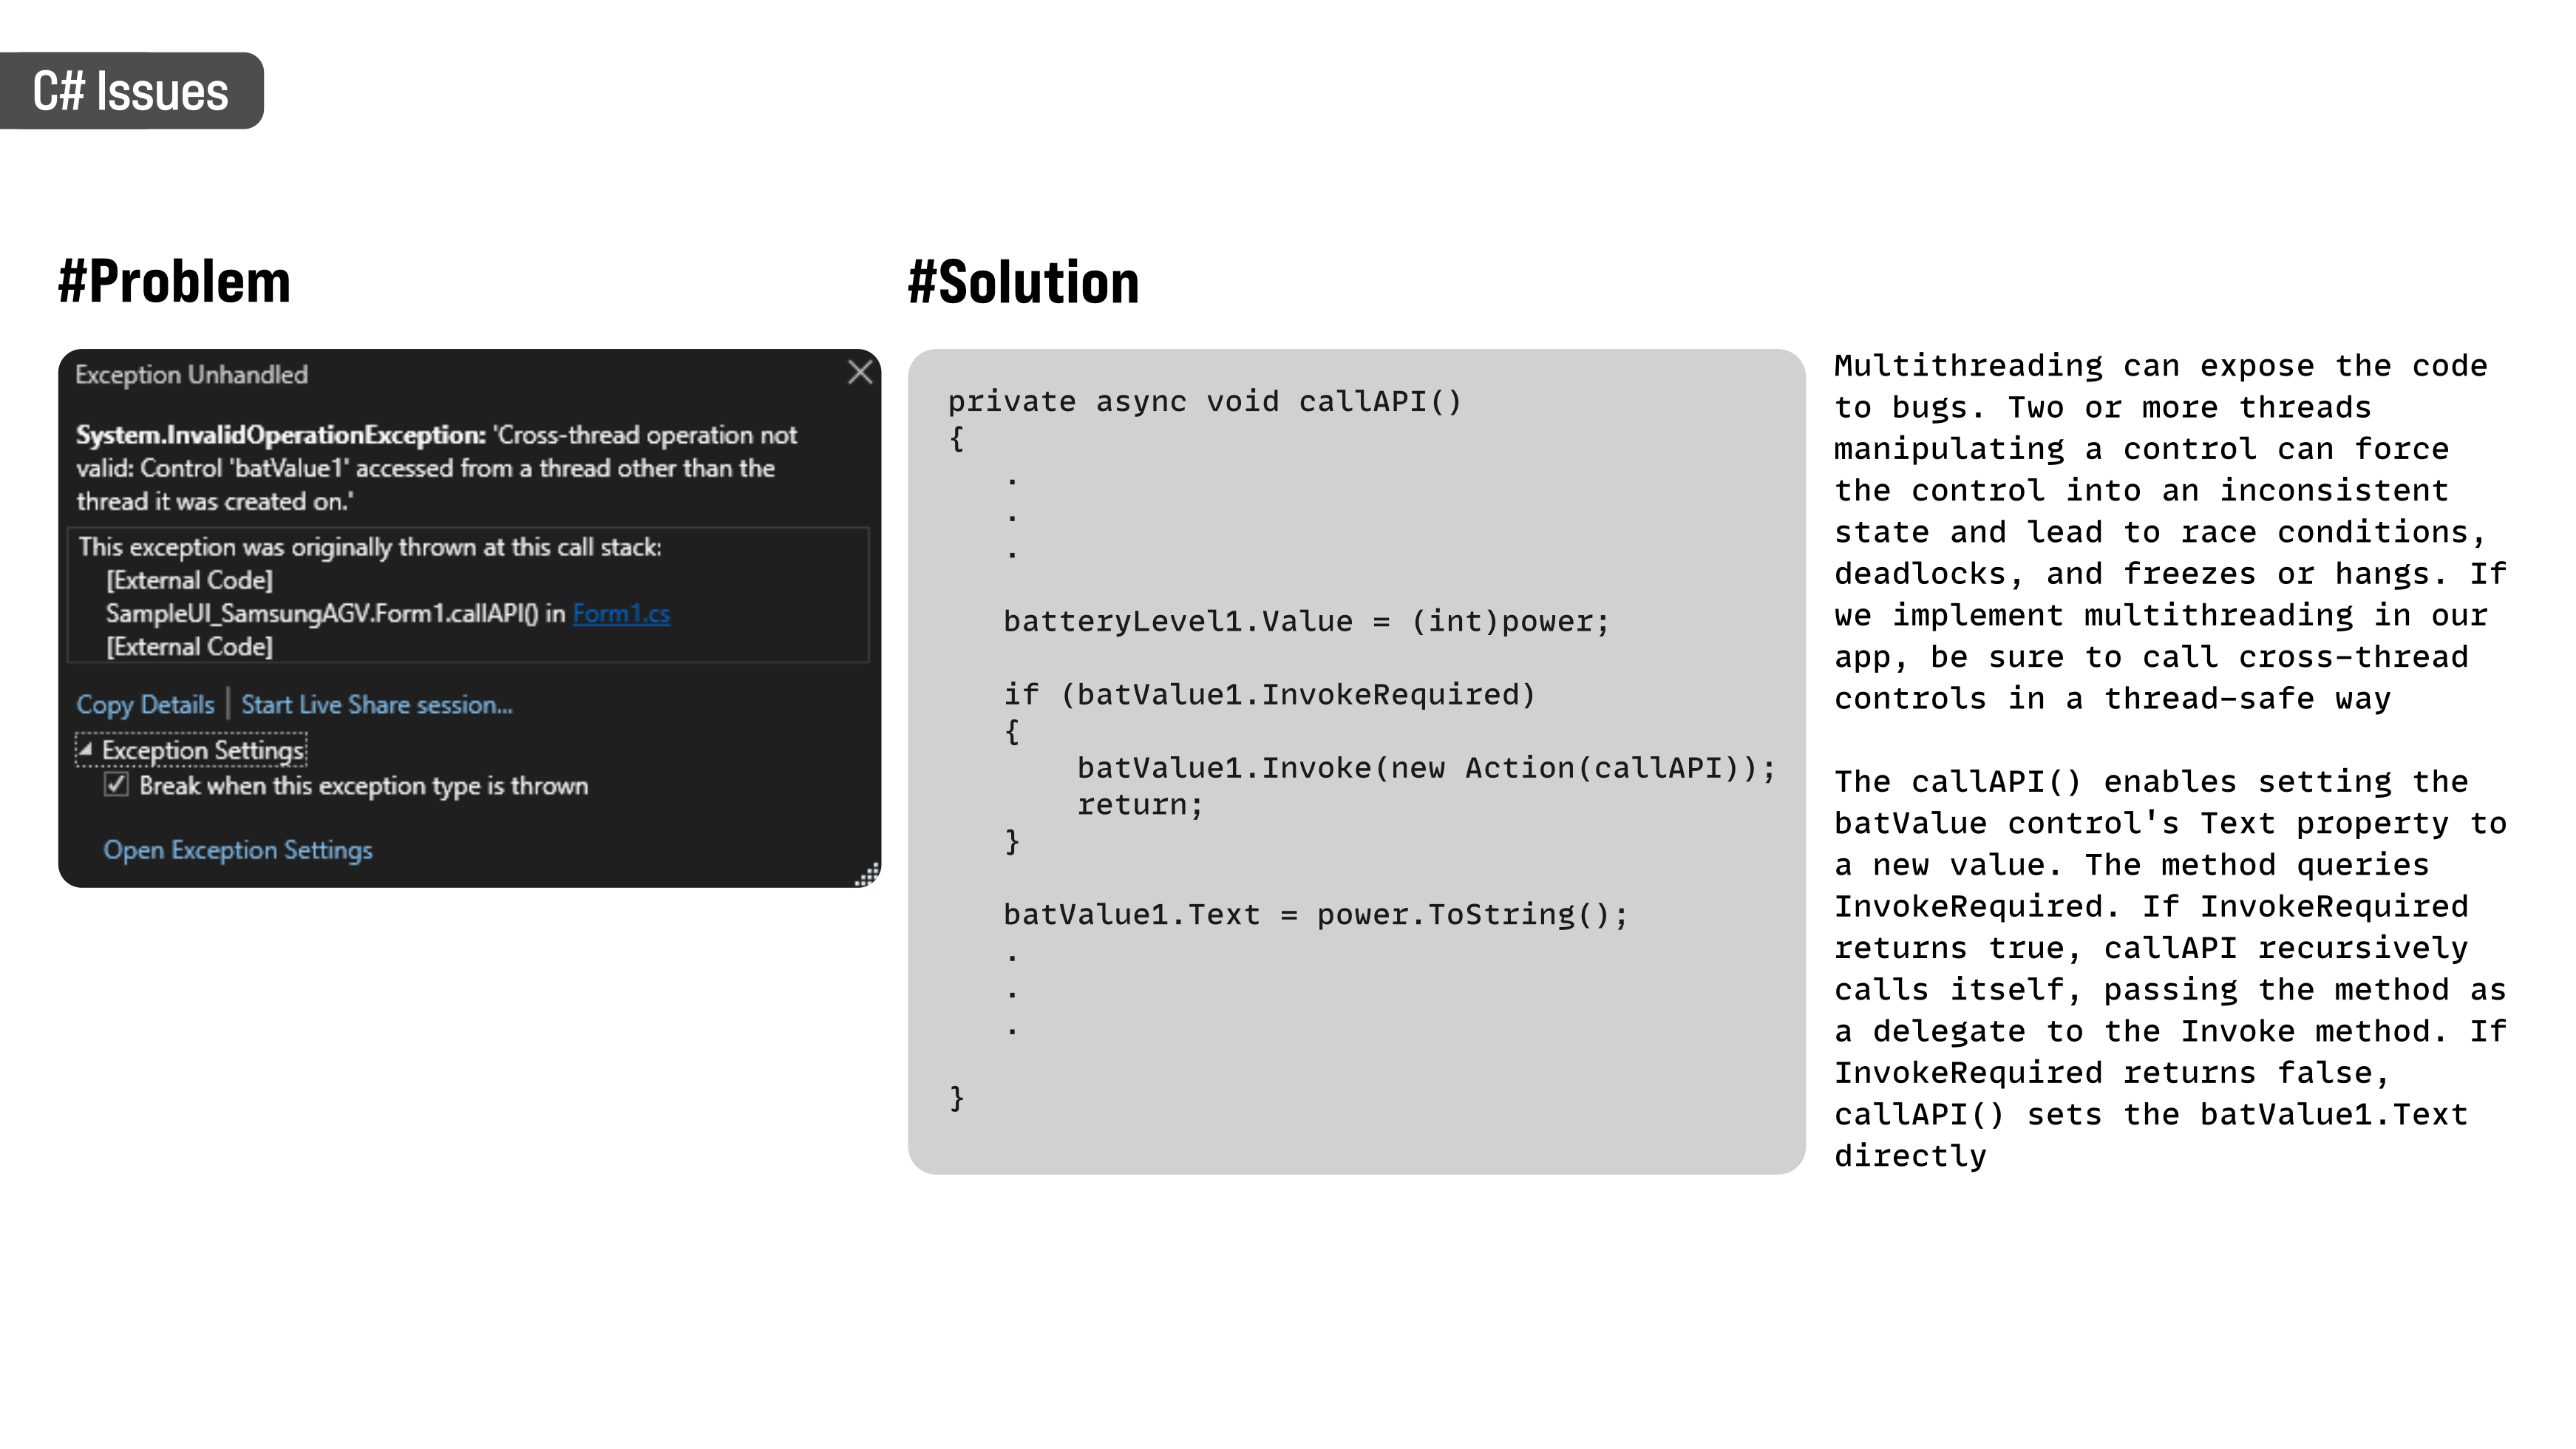 C# Issues
#Problem
Exception Unhandled
System.InvalidOperationException: 'Cross-thread operation not
valid: Control 'batValue1' accessed from a thread other than the
thread it was created on.'
This exception was originally thrown at this call stack:
[External Code]
SampleUI_SamsungAGV.Form1.callAPI() in Form1.cs
[External Code]
Copy Details | Start Live Share session...
Exception Settings
Break when this exception type is thrown
Open Exception Settings
#Solution
private async void callAPI()
{
.
.
.
batteryLevel1.Value = (int)power;
if (batValue1.InvokeRequired)
{
batValue1.Invoke(new Action(callAPI));
return;
}
batValue1.Text = power.ToString();
.
.
.
}
Multithreading can expose the code
to bugs. Two or more threads
manipulating a control can force
the control into an inconsistent
state and lead to race conditions,
deadlocks, and freezes or hangs. If
we implement multithreading in our
app, be sure to call cross-thread
controls in a thread-safe way
The callAPI() enables setting the
batValue control's Text property to
a new value. The method queries
InvokeRequired. If InvokeRequired
returns true, callAPI recursively
calls itself, passing the method as
a delegate to the Invoke method. If
InvokeRequired returns false,
callAPI() sets the batValue1.Text
directly